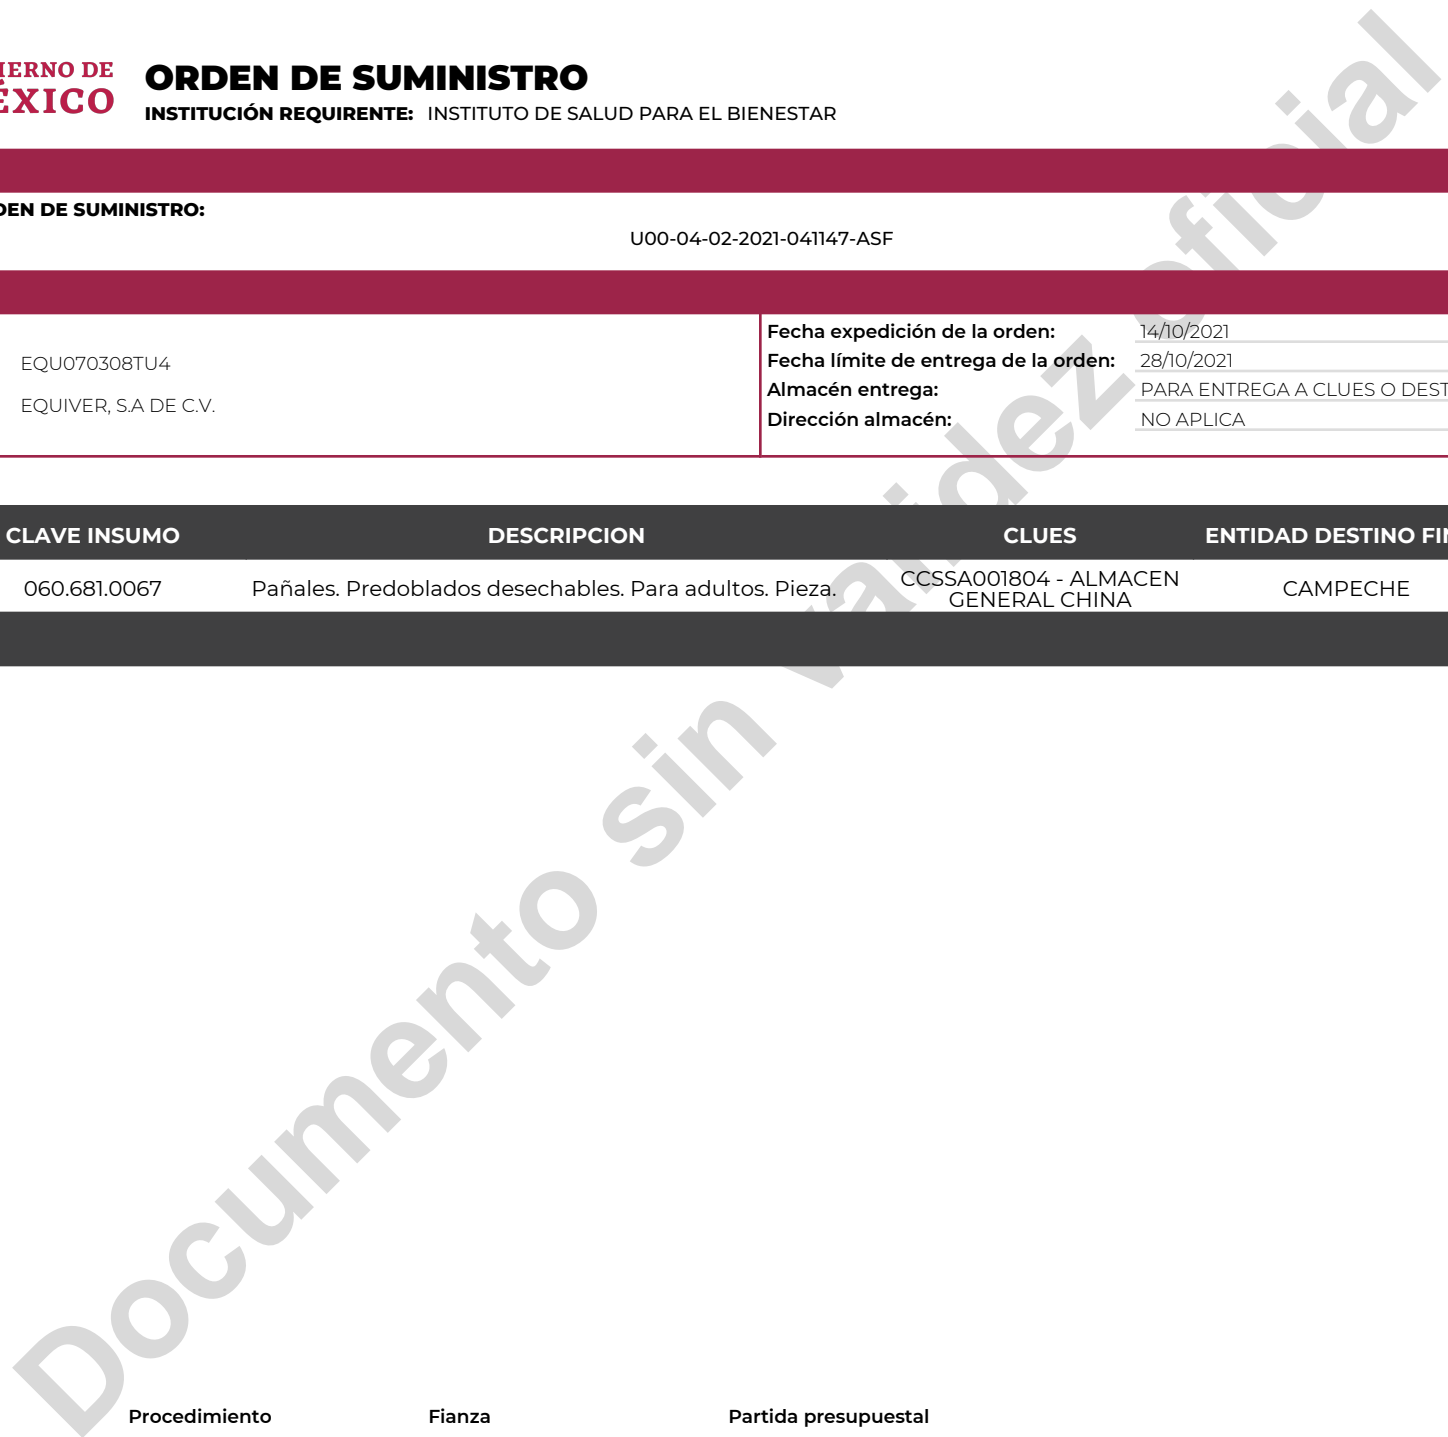 IERNO DE
ÉXICO
ORDEN DE SUMINISTRO
INSTITUCIÓN REQUIRENTE: INSTITUTO DE SALUD PARA EL BIENESTAR
DEN DE SUMINISTRO:
U00-04-02-2021-041147-ASF
EQU070308TU4
EQUIVER, S.A DE C.V.
Fecha expedición de la orden: 14/10/2021
Fecha límite de entrega de la orden: 28/10/2021
Almacén entrega: PARA ENTREGA A CLUES O DEST
Dirección almacén: NO APLICA
CLAVE INSUMO DESCRIPCION CLUES ENTIDAD DESTINO FIN
060.681.0067 Pañales. Predoblados desechables. Para adultos. Pieza. CCSSA001804 - ALMACEN GENERAL CHINA CAMPECHE
Documento sin validez oficial
Procedimiento Fianza Partida presupuestal